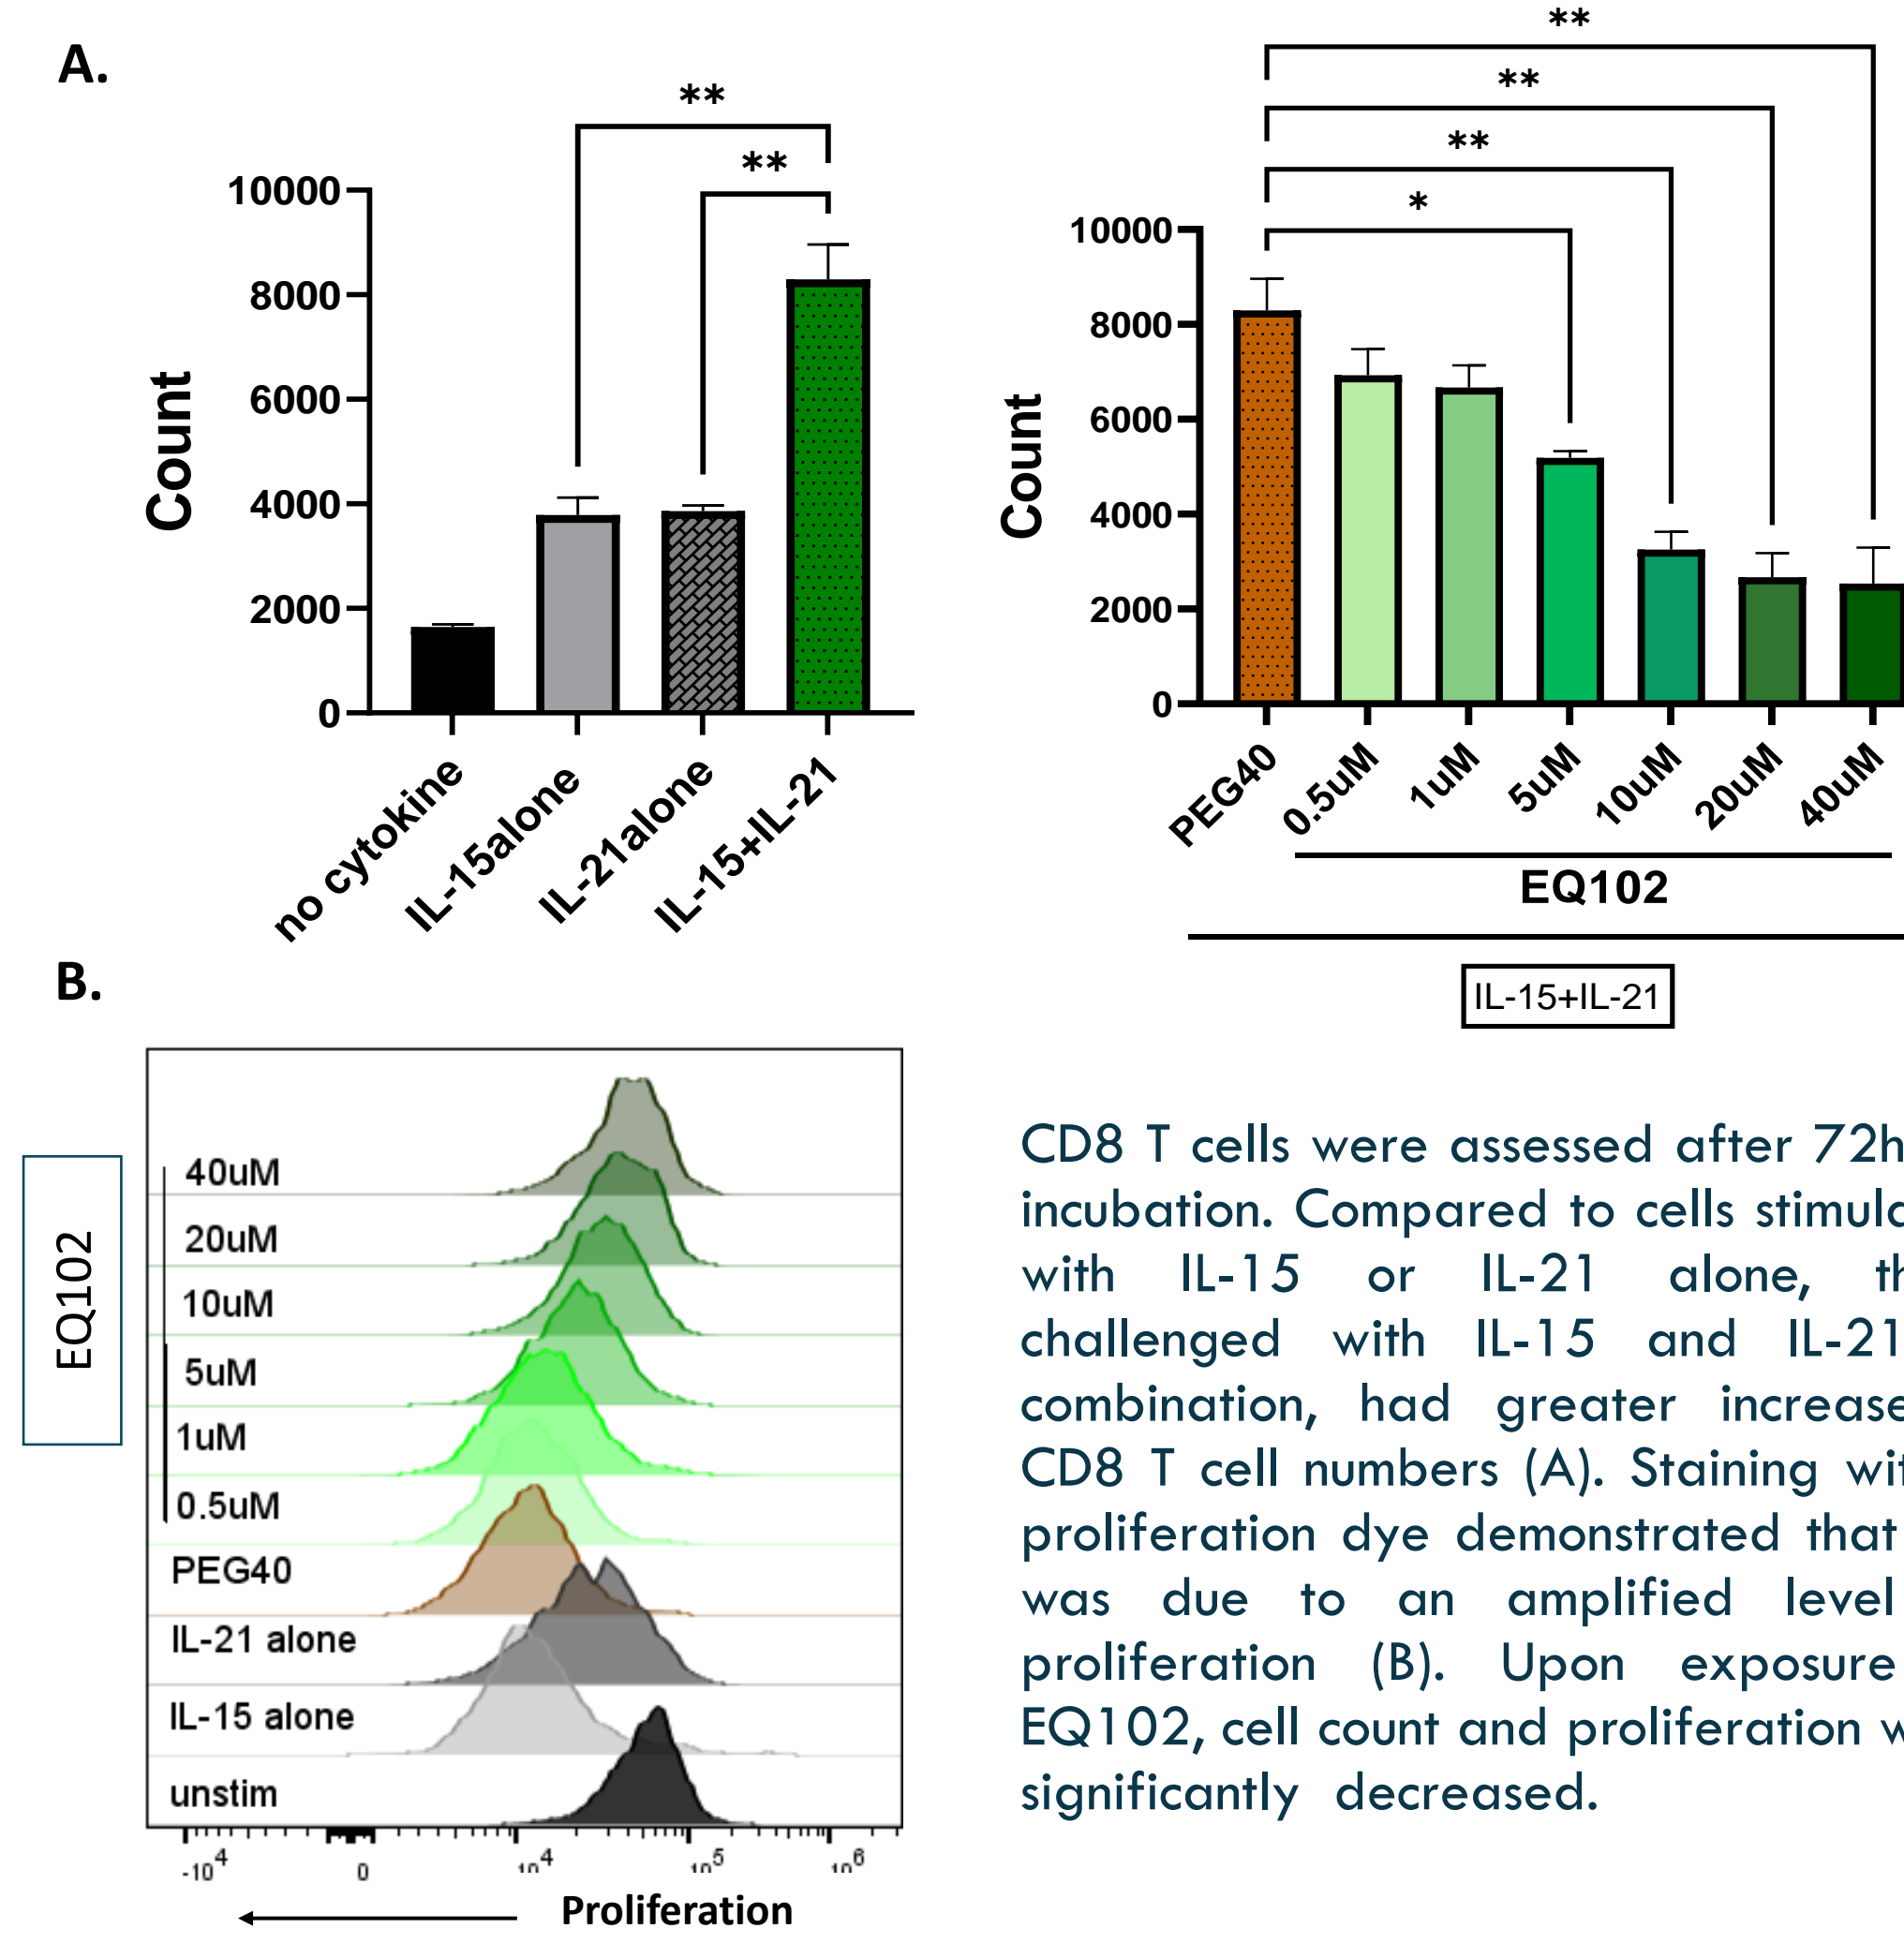 A.
**
**
10000
8000
6000
4000
2000
0
Count
no cytokine
IL-15alone
IL-21alone
IL-15+IL-21
**
**
**
*
10000
8000
6000
4000
2000
0
Count
PEG40
0.5uM
1uM
5uM
10uM
20uM
40uM
EQ102
IL-15+IL-21
B.
EQ102
40uM
20uM
10uM
5uM
1uM
0.5uM
PEG40
IL-21 alone
IL-15 alone
unstim
-10^4
0
10^4
10^5
10^6
Proliferation
CD8 T cells were assessed after 72h
incubation. Compared to cells
with IL-15 or IL-21 alone,
challenged with IL-15 and IL-21
combination, had greater
CD8 T cell numbers (A). Staining
proliferation dye demonstrated that
was due to an amplified level
proliferation (B). Upon exposure
EQ102, cell count and proliferation
significantly decreased.